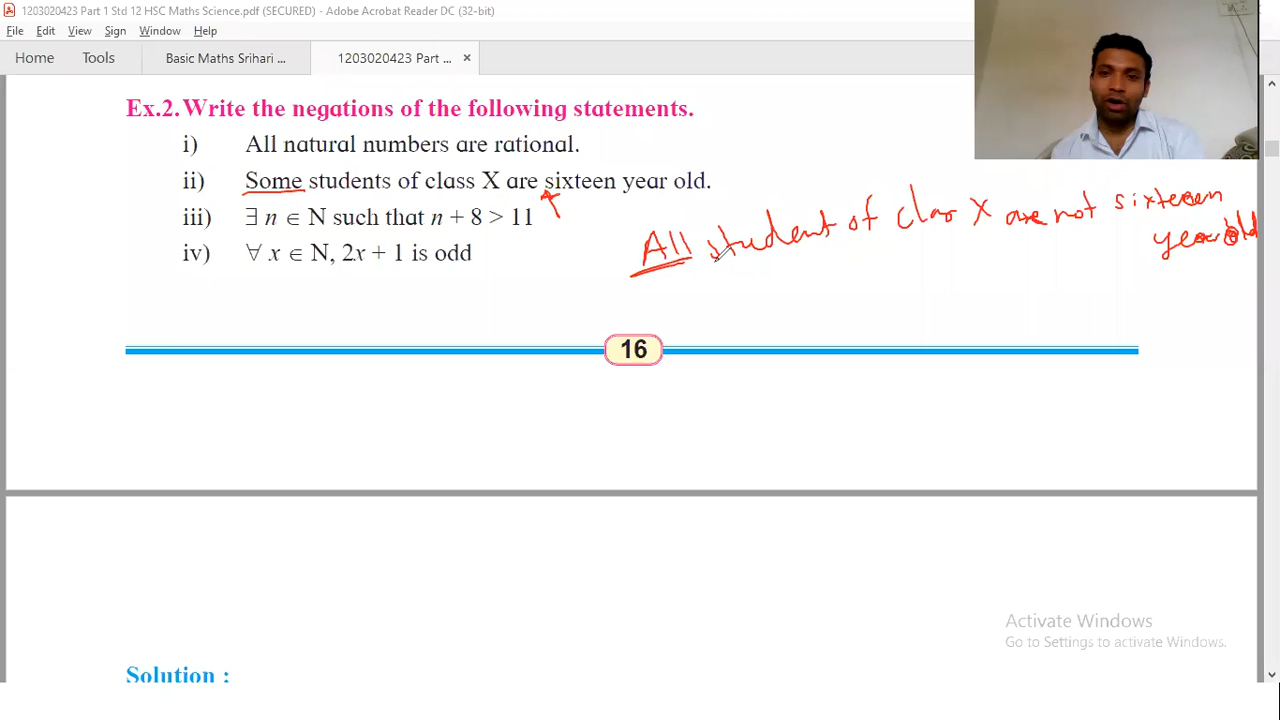 1203020423 Part 1 Std 12 HSC Maths Science.pdf (SECURED) - Adobe Acrobat Reader DC (32-bit)
File Edit View Sign Window Help
Home Tools Basic Maths Srihari ... 1203020423 Part ... ×
Ex.2. Write the negations of the following statements.
i) All natural numbers are rational.
ii) Some students of class X are sixteen year old.
iii) ∃ n ∈ N such that n + 8 > 11
iv) ∀ x ∈ N, 2x + 1 is odd
All student of class X are not sixteen
year old
16
Activate Windows
Go to Settings to activate Windows.
Solution :